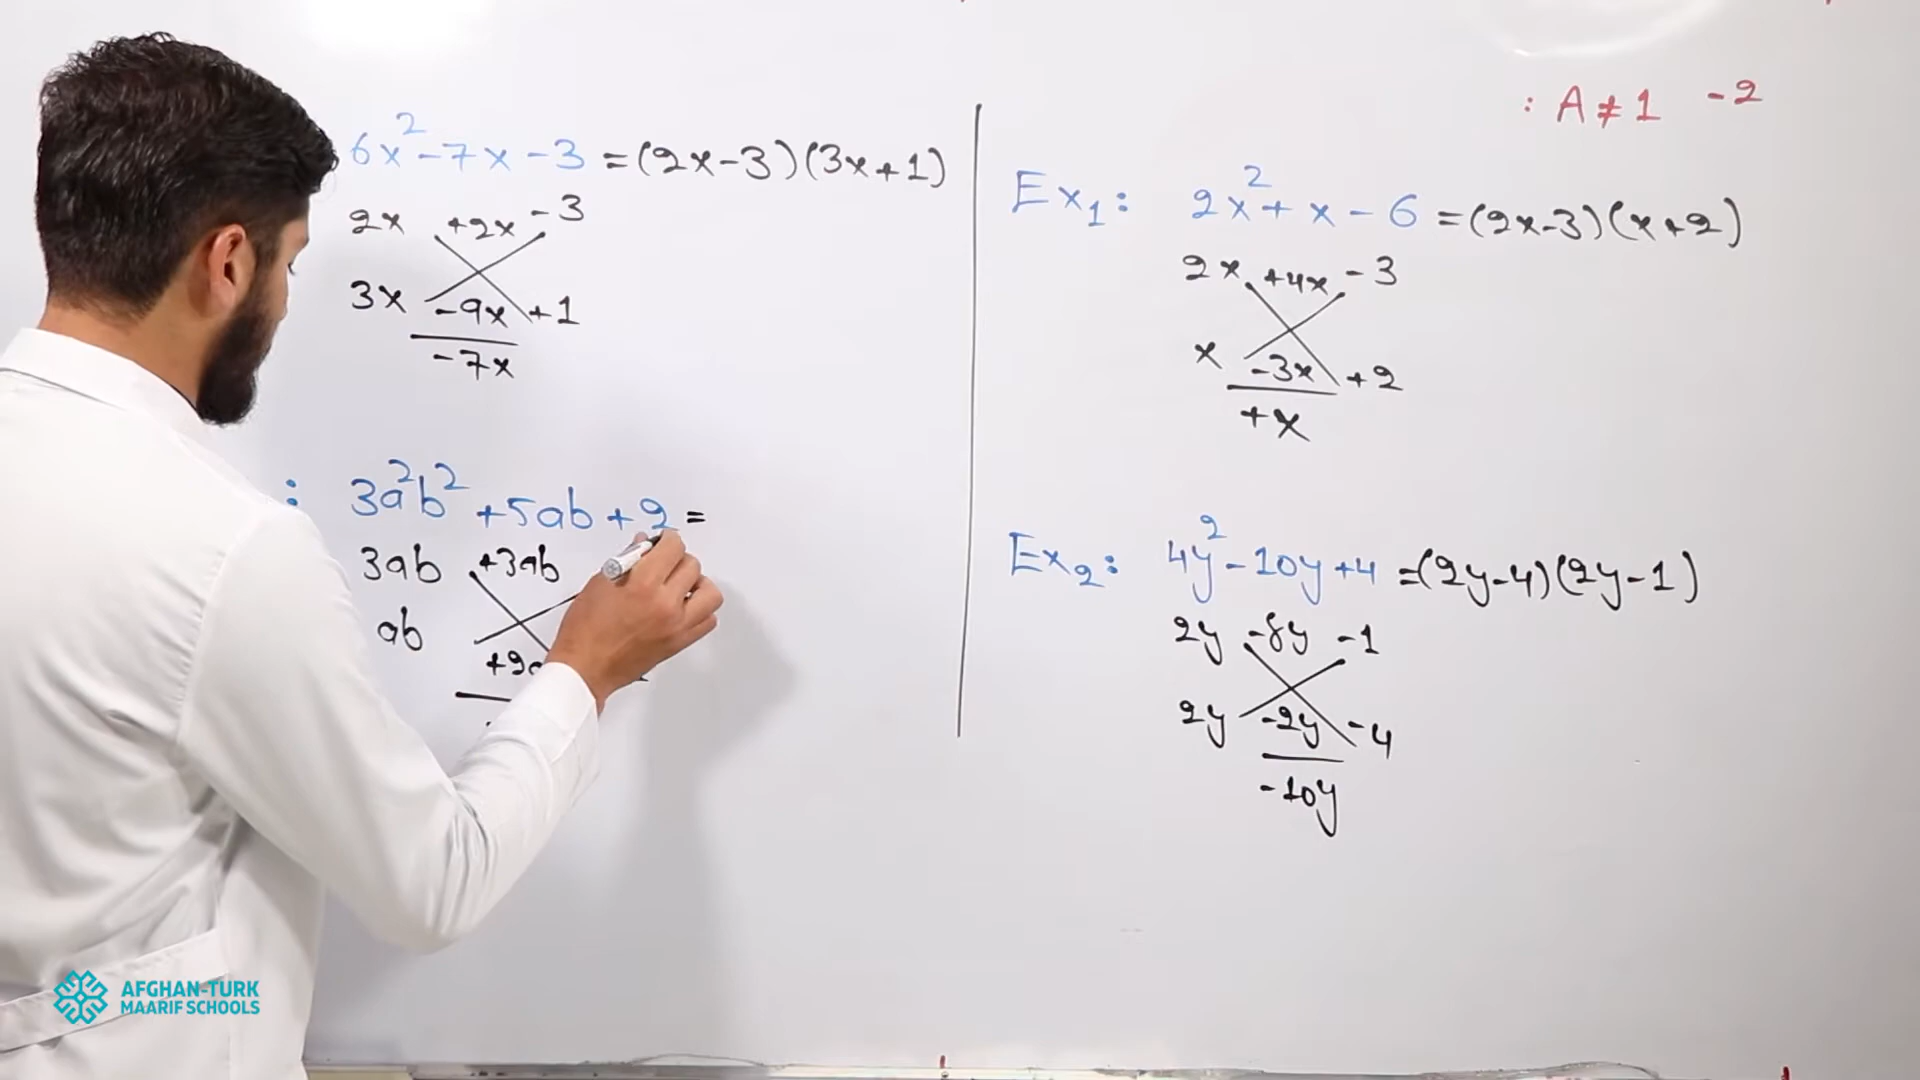 6x² - 7x - 3 = (2x - 3)(3x + 1)
2x +2x - 3
3x - 9x + 1
- 7x
: 3a²b² + 5ab + 2 =
3ab +3ab
ab
: A ≠ 1 - 2
Ex₁: 2x² + x - 6 = (2x - 3)(x + 2)
2x +4x - 3
x - 3x + 2
+ x
Ex₂: 4y² - 10y + 4 = (2y - 4)(2y - 1)
2y - 8y - 1
2y - 2y - 4
- 10y
AFGHAN-TURK
MAARIF SCHOOLS